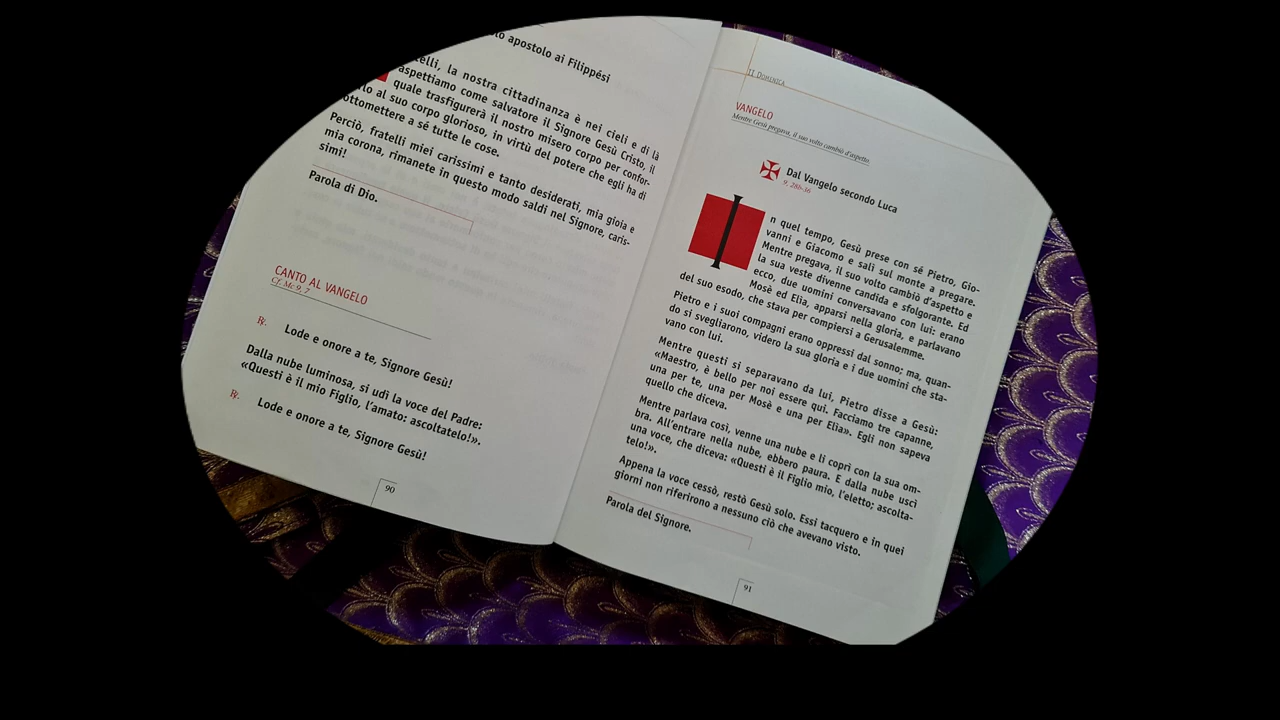 lo apostolo ai Filippési
telli, la nostra cittadinanza è nei cieli e di là
aspettiamo come salvatore il Signore Gesù Cristo, il
quale trasfigurerà il nostro misero corpo per confor-
lo al suo corpo glorioso, in virtù del potere che egli ha di
ottomettere a sé tutte le cose.
Perciò, fratelli miei carissimi e tanto desiderati, mia gioia e
mia corona, rimanete in questo modo saldi nel Signore, caris-
simi!
Parola di Dio.
CANTO AL VANGELO
Cf. Mc 9, 7
℟. Lode e onore a te, Signore Gesù!
Dalla nube luminosa, si udì la voce del Padre:
«Questi è il mio Figlio, l'amato: ascoltatelo!».
℟. Lode e onore a te, Signore Gesù!
90
II Domenica
VANGELO
Mentre Gesù pregava, il suo volto cambiò d'aspetto.
Dal Vangelo secondo Luca
9, 28b-36
In quel tempo, Gesù prese con sé Pietro, Gio-
vanni e Giacomo e salì sul monte a pregare.
Mentre pregava, il suo volto cambiò d'aspetto e
la sua veste divenne candida e sfolgorante. Ed
ecco, due uomini conversavano con lui: erano
Mosè ed Elìa, apparsi nella gloria, e parlavano
del suo esodo, che stava per compiersi a Gerusalemme.
Pietro e i suoi compagni erano oppressi dal sonno; ma, quan-
do si svegliarono, videro la sua gloria e i due uomini che sta-
vano con lui.
Mentre questi si separavano da lui, Pietro disse a Gesù:
«Maestro, è bello per noi essere qui. Facciamo tre capanne,
una per te, una per Mosè e una per Elìa». Egli non sapeva
quello che diceva.
Mentre parlava così, venne una nube e li coprì con la sua om-
bra. All'entrare nella nube, ebbero paura. E dalla nube uscì
una voce, che diceva: «Questi è il Figlio mio, l'eletto; ascolta-
telo!».
Appena la voce cessò, restò Gesù solo. Essi tacquero e in quei
giorni non riferirono a nessuno ciò che avevano visto.
Parola del Signore.
91